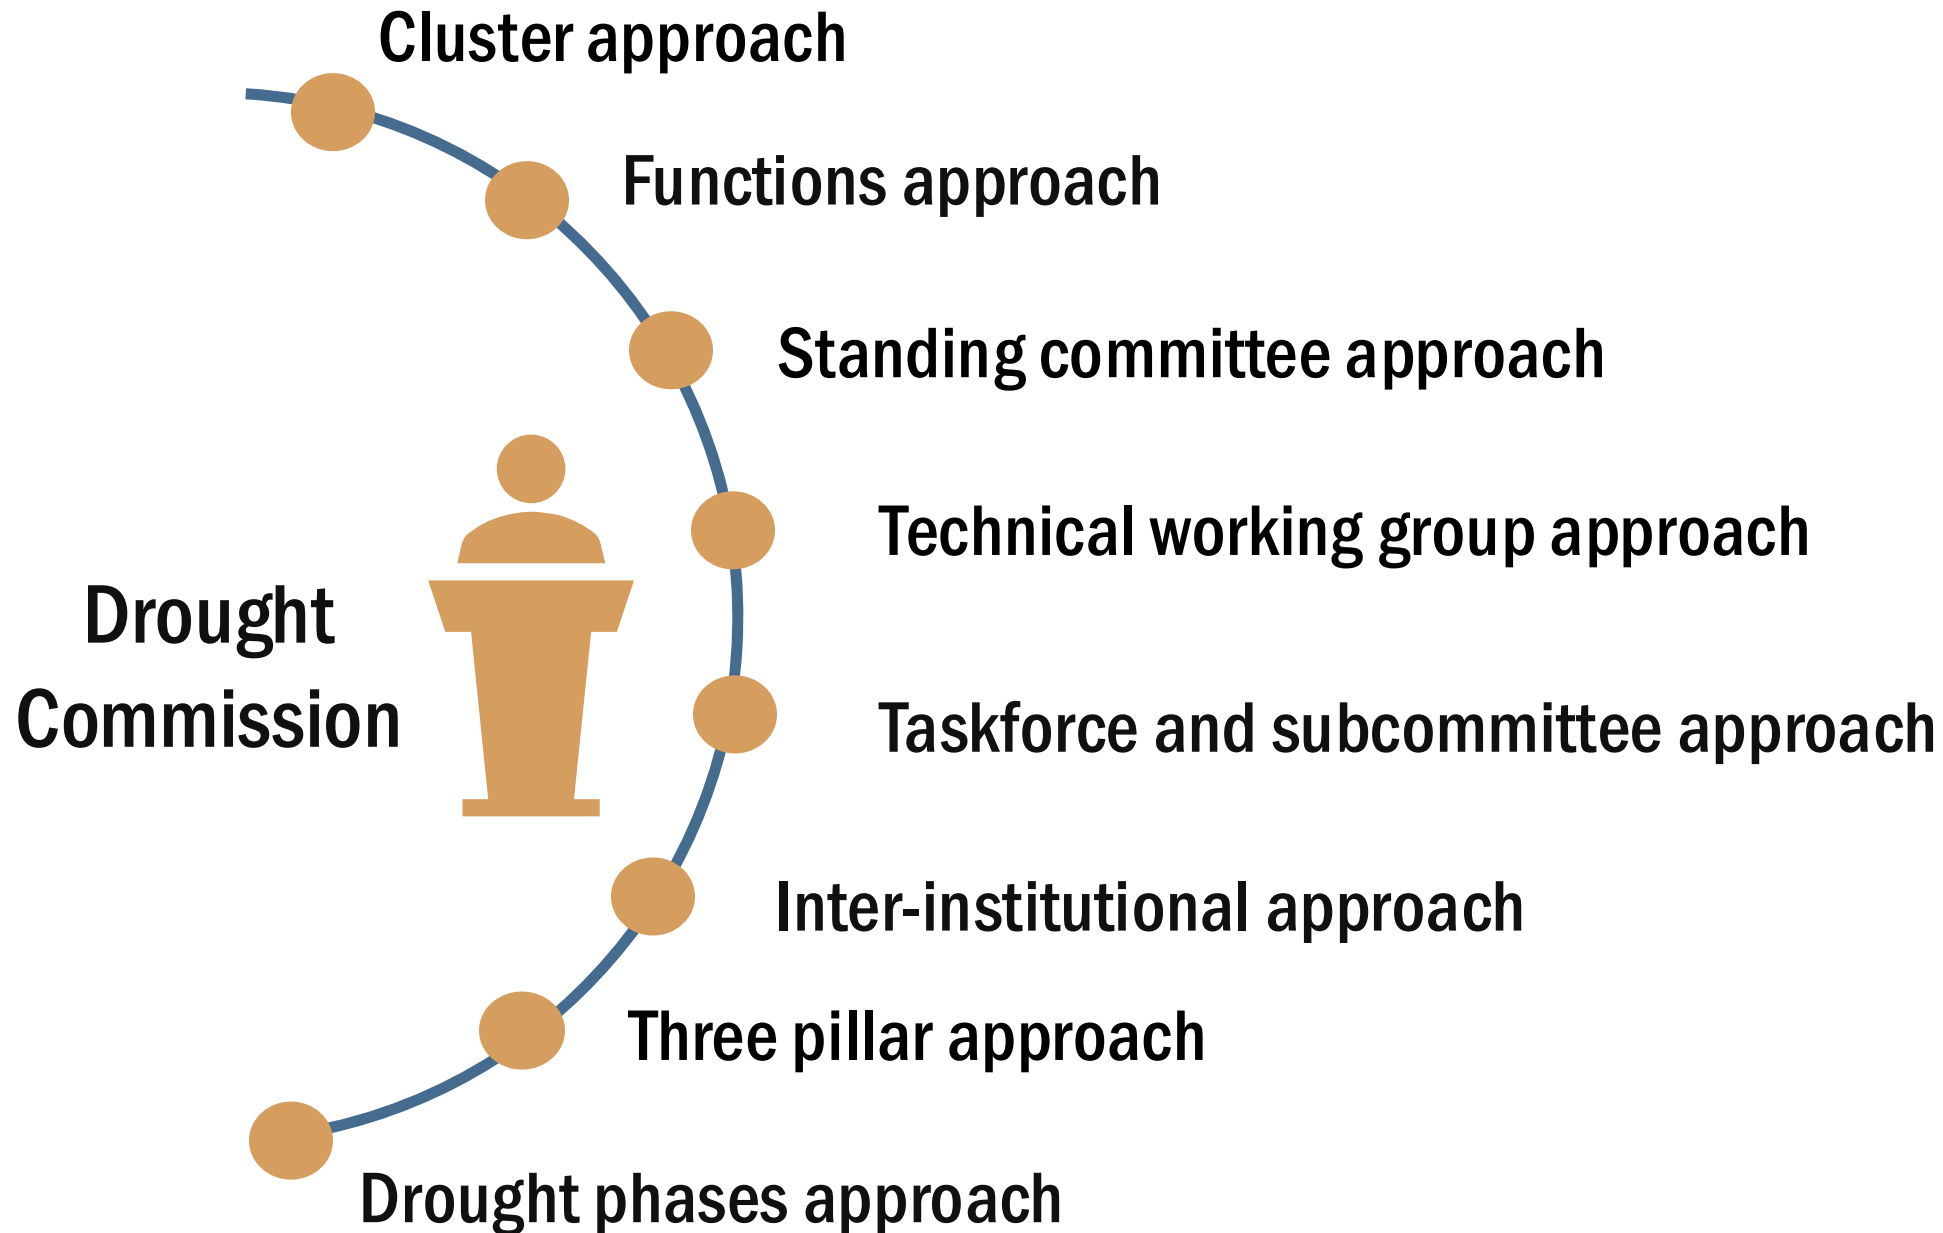 Cluster approach
Functions approach
Standing committee approach
Technical working group approach
Drought
Commission
Taskforce and subcommittee approach
Inter-institutional approach
Three pillar approach
Drought phases approach